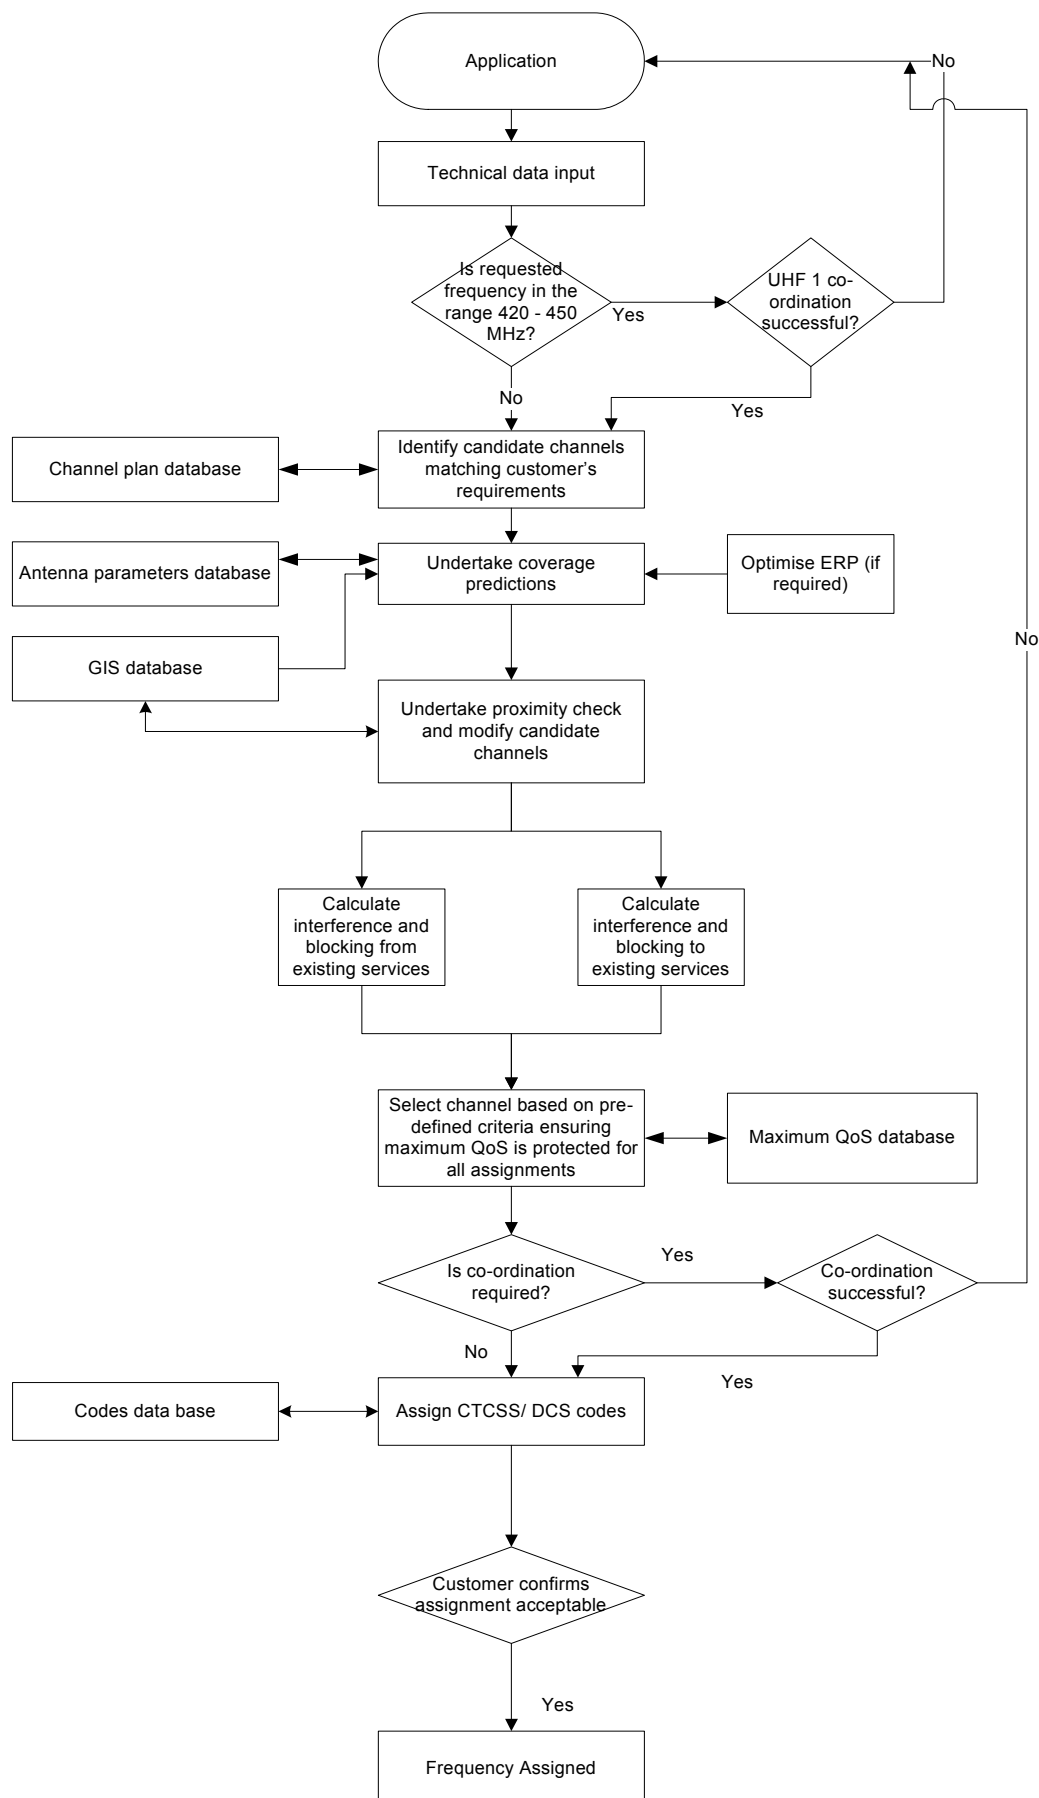 Application
No
Technical data input
Is requested
frequency in the
range 420 - 450
MHz?
Yes
UHF 1 co-
ordination
successful?
No
Yes
Channel plan database
Identify candidate channels
matching customer's
requirements
Antenna parameters database
Undertake coverage
predictions
Optimise ERP (if
required)
No
GIS database
Undertake proximity check
and modify candidate
channels
Calculate
interference and
blocking from
existing services
Calculate
interference and
blocking to
existing services
Select channel based on pre-
defined criteria ensuring
maximum QoS is protected for
all assignments
Maximum QoS database
Is co-ordination
required?
Yes
Co-ordination
successful?
No
Yes
Codes data base
Assign CTCSS/ DCS codes
Customer confirms
assignment acceptable
Yes
Frequency Assigned